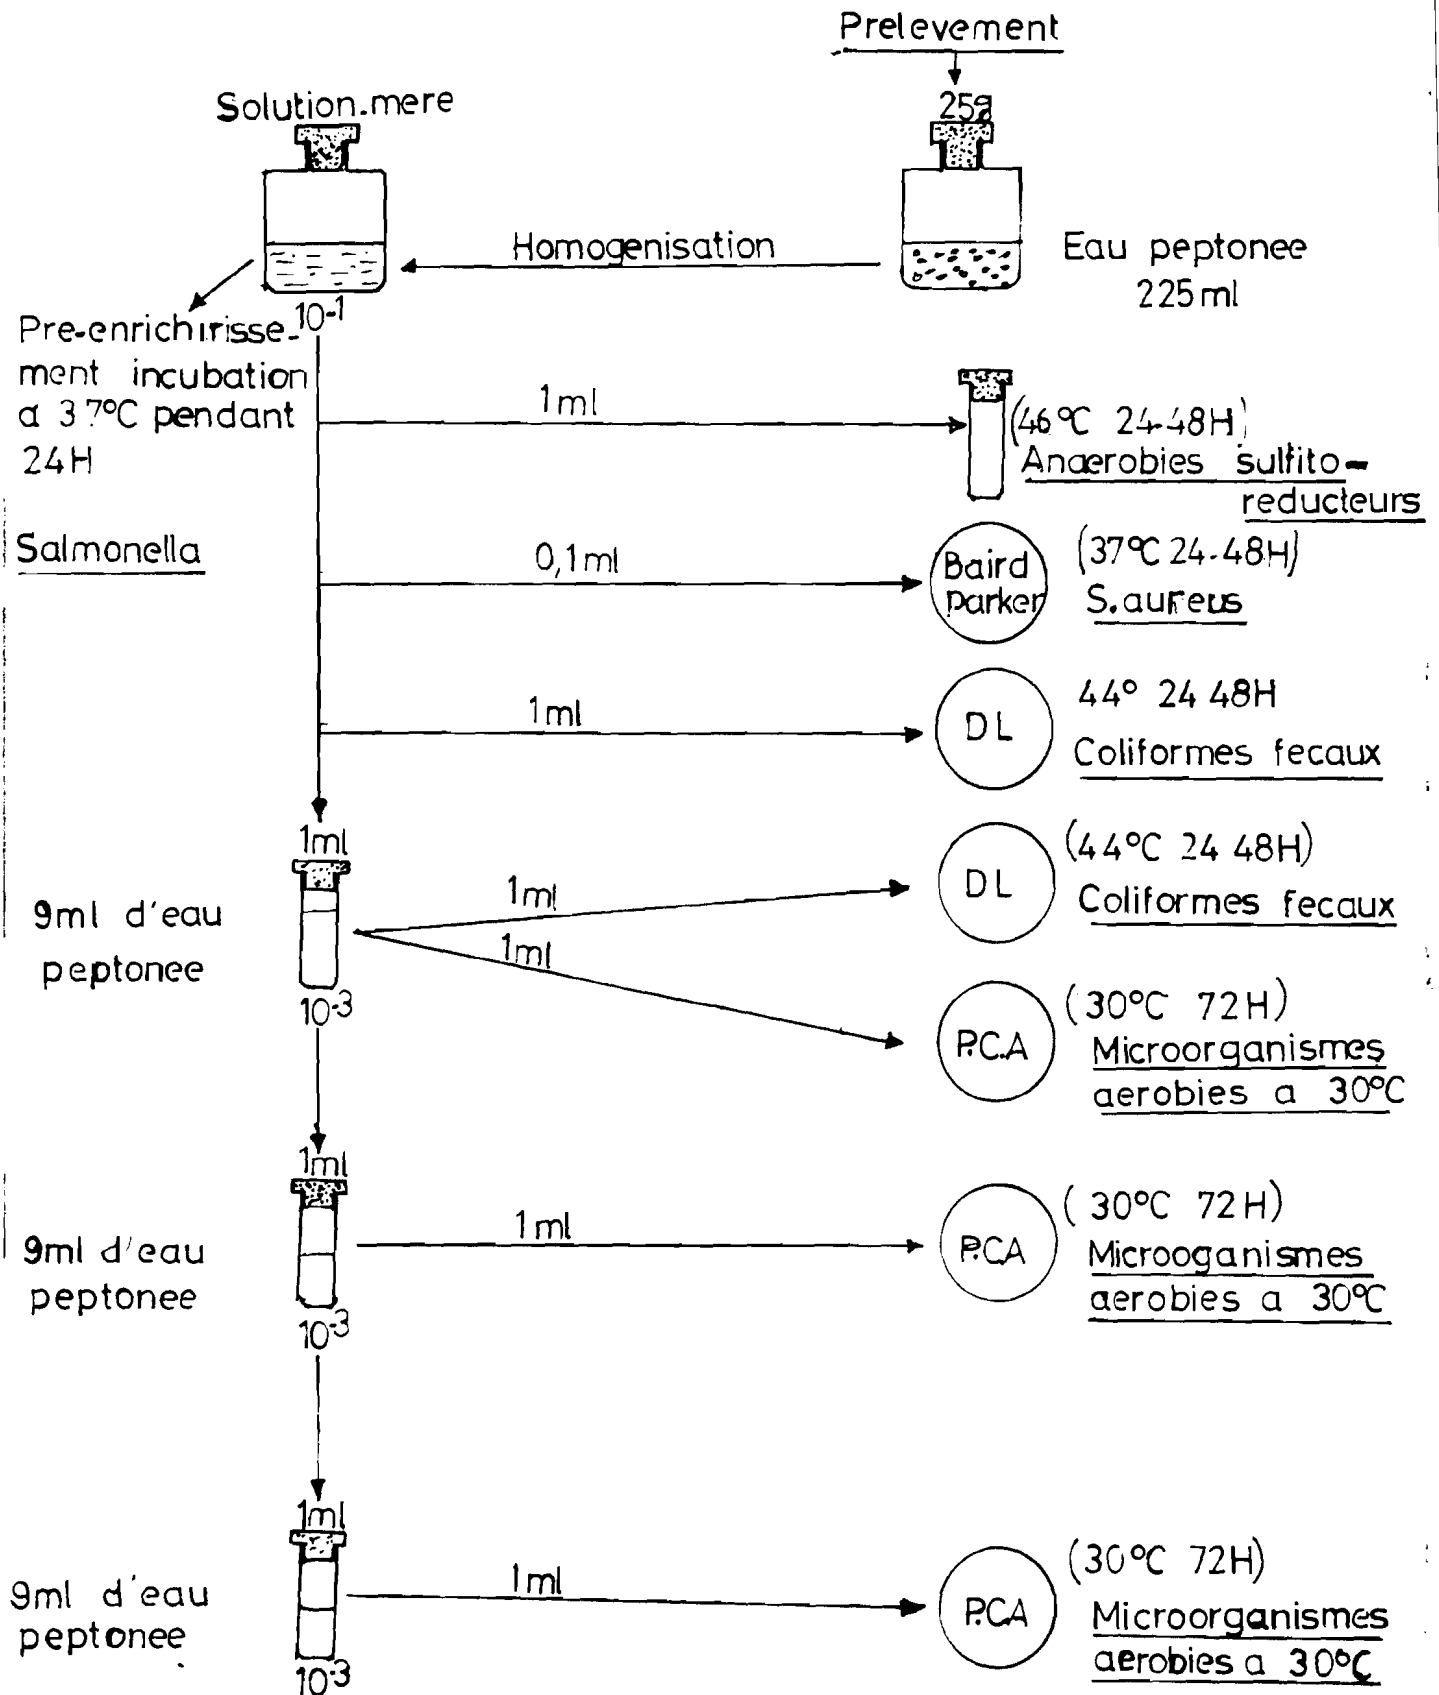 Prelevement
25g
Solution.mere
Homogenisation
Eau peptonee
225ml
10-1
Pre-enrichirisse-
ment incubation
a 37°C pendant
24H
1ml
(46°C 24-48H)
Anaerobies sulfito-
reducteurs
Salmonella
0,1ml
Baird
parker
(37°C 24-48H)
S.aureus
1ml
DL
44° 24 48H
Coliformes fecaux
1ml
9ml d'eau
peptonee
10-3
1ml
DL
(44°C 24 48H)
Coliformes fecaux
1ml
P.C.A
(30°C 72H)
Microorganismes
aerobies a 30°C
1ml
9ml d'eau
peptonee
10-3
1ml
P.CA
(30°C 72H)
Microoganismes
aerobies a 30°C
1ml
9ml d'eau
peptonee
10-3
1ml
P.CA
(30°C 72H)
Microorganismes
aerobies a 30°C